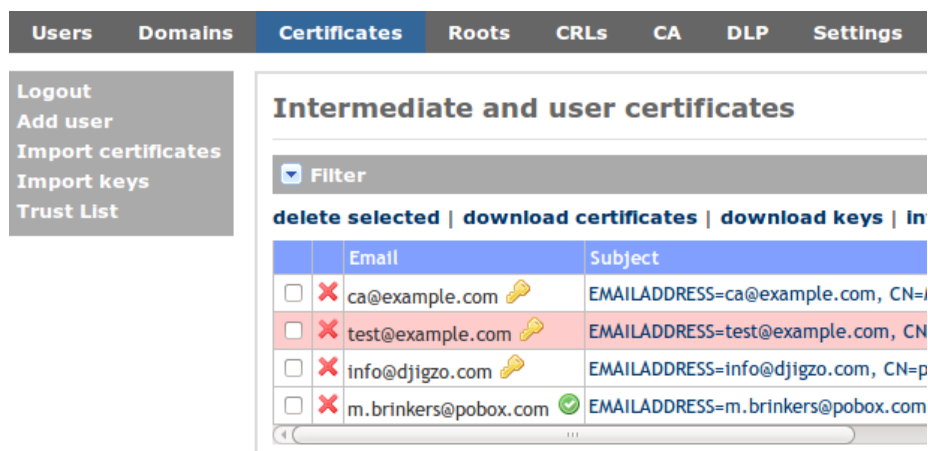 Users Domains Certificates Roots CRLs CA DLP Settings
Logout
Add user
Import certificates
Import keys
Trust List
Intermediate and user certificates
Filter
delete selected | download certificates | download keys |
Email Subject
ca@example.com EMAILADDRESS=ca@example.com, CN=
test@example.com EMAILADDRESS=test@example.com, CN
info@djigzo.com EMAILADDRESS=info@djigzo.com, CN=p
m.brinkers@pobox.com EMAILADDRESS=m.brinkers@pobox.com